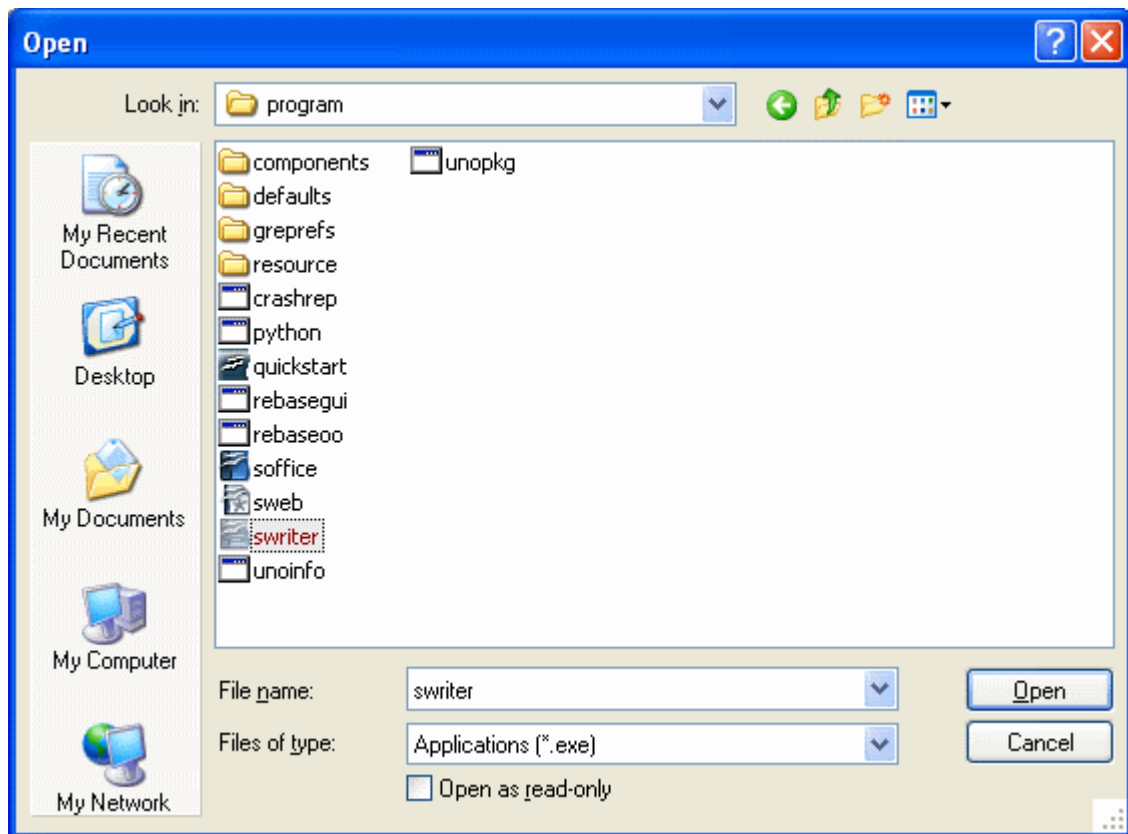 Open
Look in: program
components
defaults
greprefs
resource
crashrep
python
quickstart
rebasegui
rebaseoo
soffice
sweb
swriter
unoinfo
unopkg
My Recent
Documents
Desktop
My Documents
My Computer
My Network
File name: swriter
Open
Files of type: Applications (*.exe)
Cancel
Open as read-only